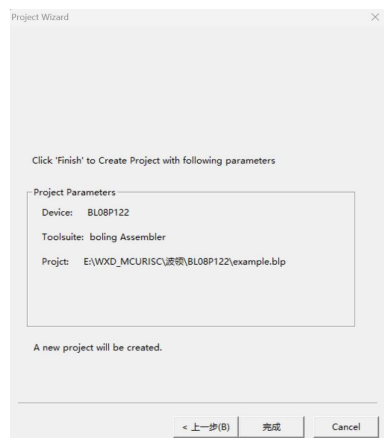 Project Wizard
Click 'Finish' to Create Project with following parameters
Project Parameters
Device: BL08P122
Toolsuite: boling Assembler
Projct: E:\WXD_MCURISC\波顿\BL08P122\example.blp
A new project will be created.
< 上一步(B) 完成 Cancel